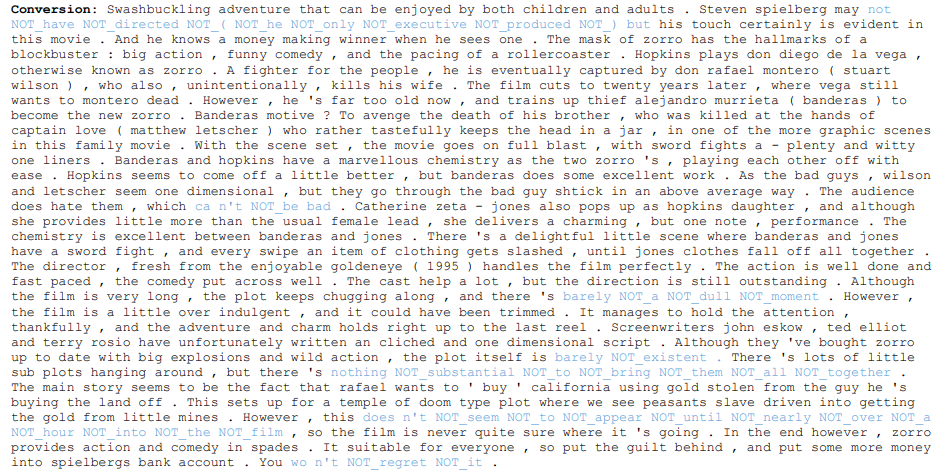 Conversion: Swashbuckling adventure that can be enjoyed by both children and adults . Steven spielberg may not
NOT_have NOT_directed NOT_( NOT_he NOT_only NOT_executive NOT_produced NOT_) but his touch certainly is evident in
this movie . And he knows a money making winner when he sees one . The mask of zorro has the hallmarks of a
blockbuster : big action , funny comedy , and the pacing of a rollercoaster . Hopkins plays don diego de la vega ,
otherwise known as zorro . A fighter for the people , he is eventually captured by don rafael montero ( stuart
wilson ) , who also , unintentionally , kills his wife . The film cuts to twenty years later , where vega still
wants to montero dead . However , he 's far too old now , and trains up thief alejandro murrieta ( banderas ) to
become the new zorro . Banderas motive ? To avenge the death of his brother , who was killed at the hands of
captain love ( matthew letscher ) who rather tastefully keeps the head in a jar , in one of the more graphic scenes
in this family movie . With the scene set , the movie goes on full blast , with sword fights a - plenty and witty
one liners . Banderas and hopkins have a marvellous chemistry as the two zorro 's , playing each other off with
ease . Hopkins seems to come off a little better , but banderas does some excellent work . As the bad guys , wilson
and letscher seem one dimensional , but they go through the bad guy shtick in an above average way . The audience
does hate them , which ca n't NOT_be bad . Catherine zeta - jones also pops up as hopkins daughter , and although
she provides little more than the usual female lead , she delivers a charming , but one note , performance . The
chemistry is excellent between banderas and jones . There 's a delightful little scene where banderas and jones
have a sword fight , and every swipe an item of clothing gets slashed , until jones clothes fall off all together .
The director , fresh from the enjoyable goldeneye ( 1995 ) handles the film perfectly . The action is well done and
fast paced , the comedy put across well . The cast help a lot , but the direction is still outstanding . Although
the film is very long , the plot keeps chugging along , and there 's barely NOT_a NOT_dull NOT_moment . However ,
the film is a little over indulgent , and it could have been trimmed . It manages to hold the attention ,
thankfully , and the adventure and charm holds right up to the last reel . Screenwriters john eskow , ted elliot
and terry rosio have unfortunately written an cliched and one dimensional script . Although they 've bought zorro
up to date with big explosions and wild action , the plot itself is barely NOT_existent . There 's lots of little
sub plots hanging around , but there 's nothing NOT_substantial NOT_to NOT_bring NOT_them NOT_all NOT_together .
The main story seems to be the fact that rafael wants to ' buy ' california using gold stolen from the guy he 's
buying the land off . This sets up for a temple of doom type plot where we see peasants slave driven into getting
the gold from little mines . However , this does n't NOT_seem NOT_to NOT_appear NOT_until NOT_nearly NOT_over NOT_a
NOT_hour NOT_into NOT_the NOT_film , so the film is never quite sure where it 's going . In the end however , zorro
provides action and comedy in spades . It suitable for everyone , so put the guilt behind , and put some more money
into spielbergs bank account . You wo n't NOT_regret NOT_it .